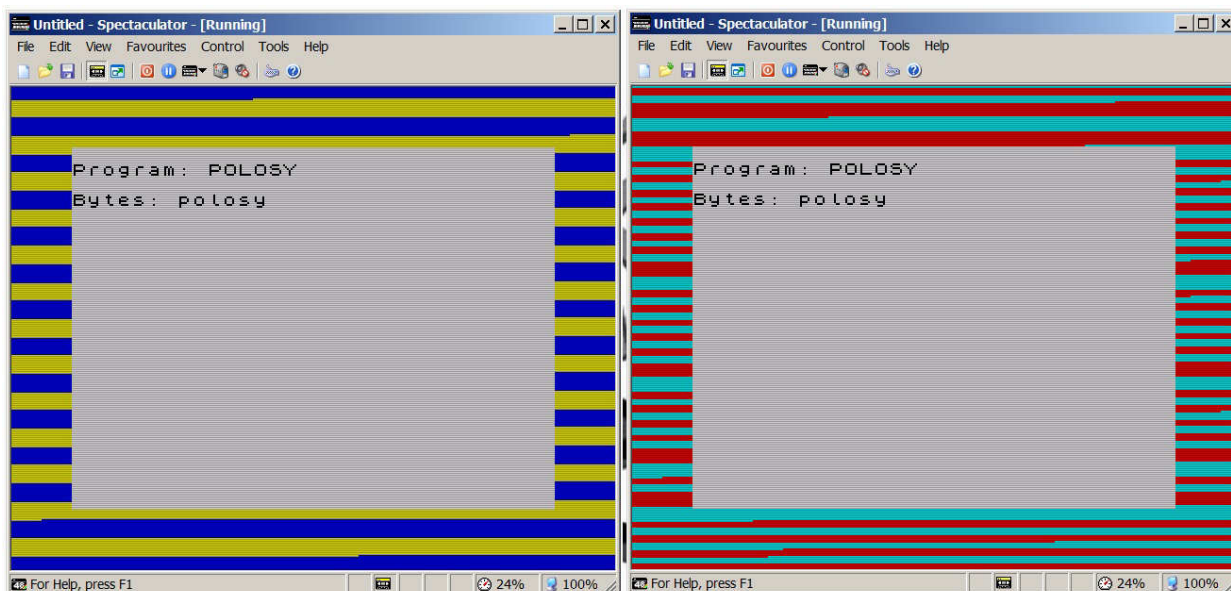 Untitled - Spectaculator - [Running]
File Edit View Favourites Control Tools Help
Program: POLOSY
Bytes: polosy
For Help, press F1
24%
100%
Untitled - Spectaculator - [Running]
File Edit View Favourites Control Tools Help
Program: POLOSY
Bytes: polosy
For Help, press F1
24%
100%